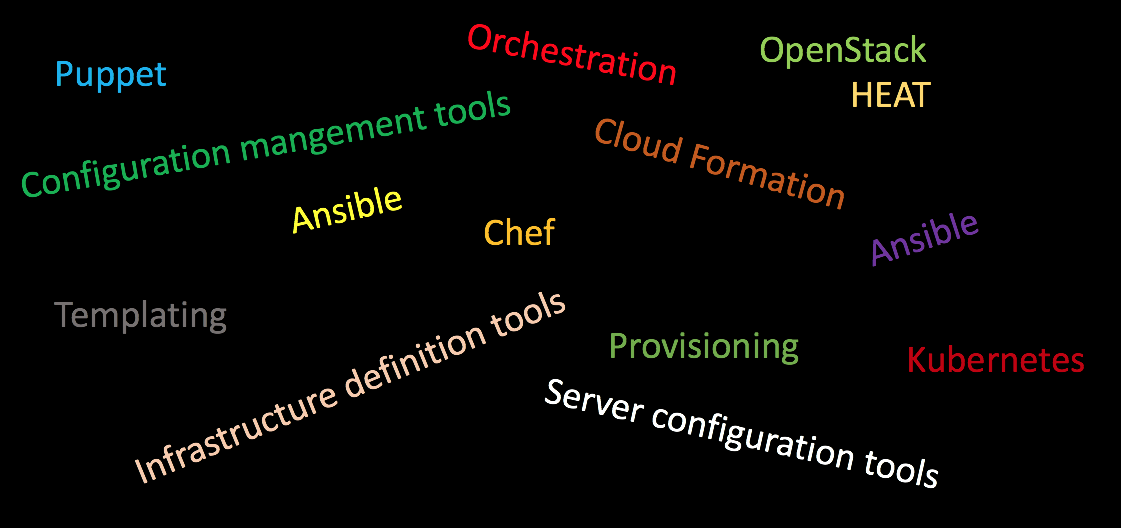 Orchestration
OpenStack
Puppet
HEAT
Configuration mangement tools
Cloud Formation
Ansible
Chef
Ansible
Templating
Infrastructure definition tools
Provisioning
Kubernetes
Server configuration tools